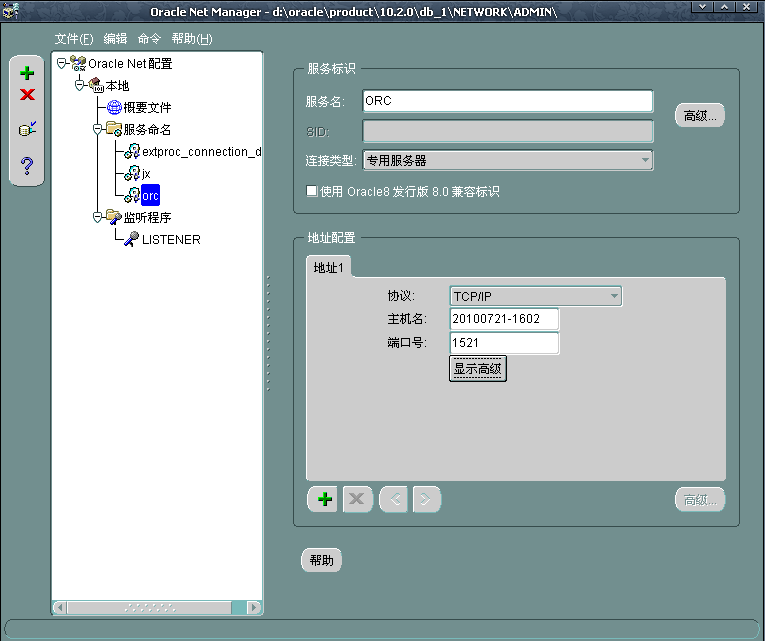 Oracle Net Manager - d:\oracle\product\10.2.0\db_1\NETWORK\ADMIN\
文件(F) 编辑 命令 帮助(H)
Oracle Net 配置
本地
概要文件
服务命名
extproc_connection_d
jx
orc
监听程序
LISTENER
服务标识
服务名: ORC
高级...
SID:
连接类型: 专用服务器
使用 Oracle8 发行版 8.0 兼容标识
地址配置
地址1
协议: TCP/IP
主机名: 20100721-1602
端口号: 1521
显示高级
高级...
帮助